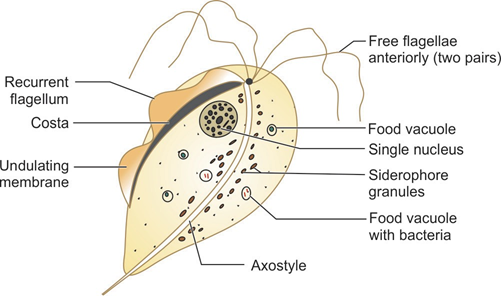 Free flagellae
anteriorly (two pairs)
Recurrent
flagellum
Costa
Undulating
membrane
Food vacuole
Single nucleus
Siderophore
granules
Food vacuole
with bacteria
Axostyle